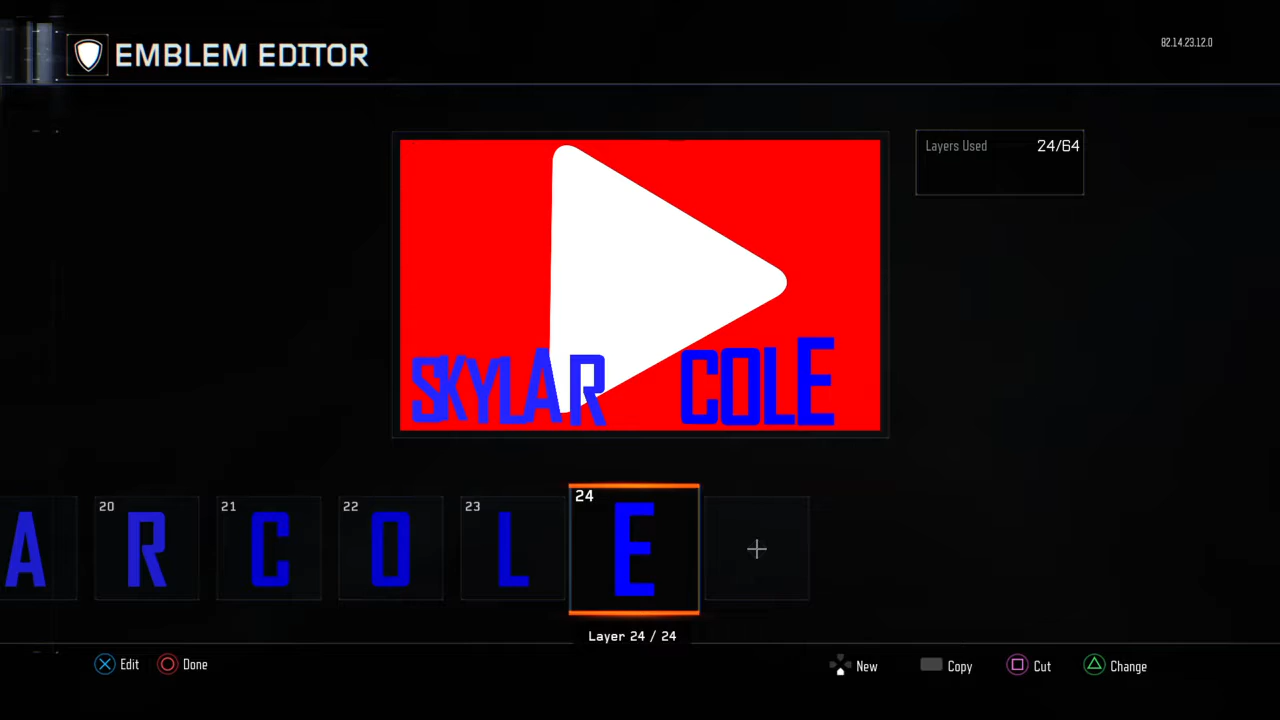 EMBLEM EDITOR
82.14.23.12.0
Layers Used 24/64
SKYLAR COLE
20 21 22 23 24
A R C O L E
Layer 24 / 24
Edit Done New Copy Cut Change